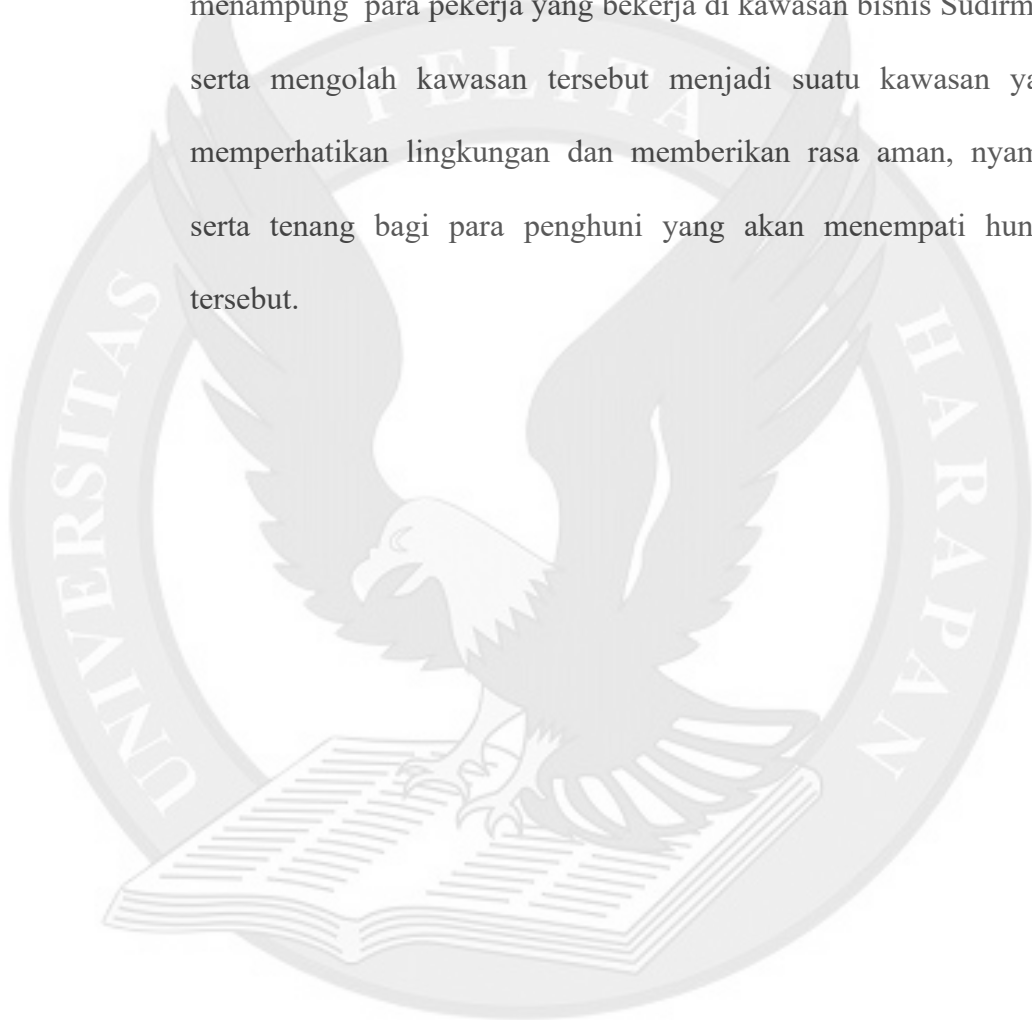 menampung para pekerja yang bekerja di kawasan bisnis Sudirm
serta mengolah kawasan tersebut menjadi suatu kawasan ya
memperhatikan lingkungan dan memberikan rasa aman, nyam
serta tenang bagi para penghuni yang akan menempati hun
tersebut.
UNIVERSITAS PELITA HARAPAN